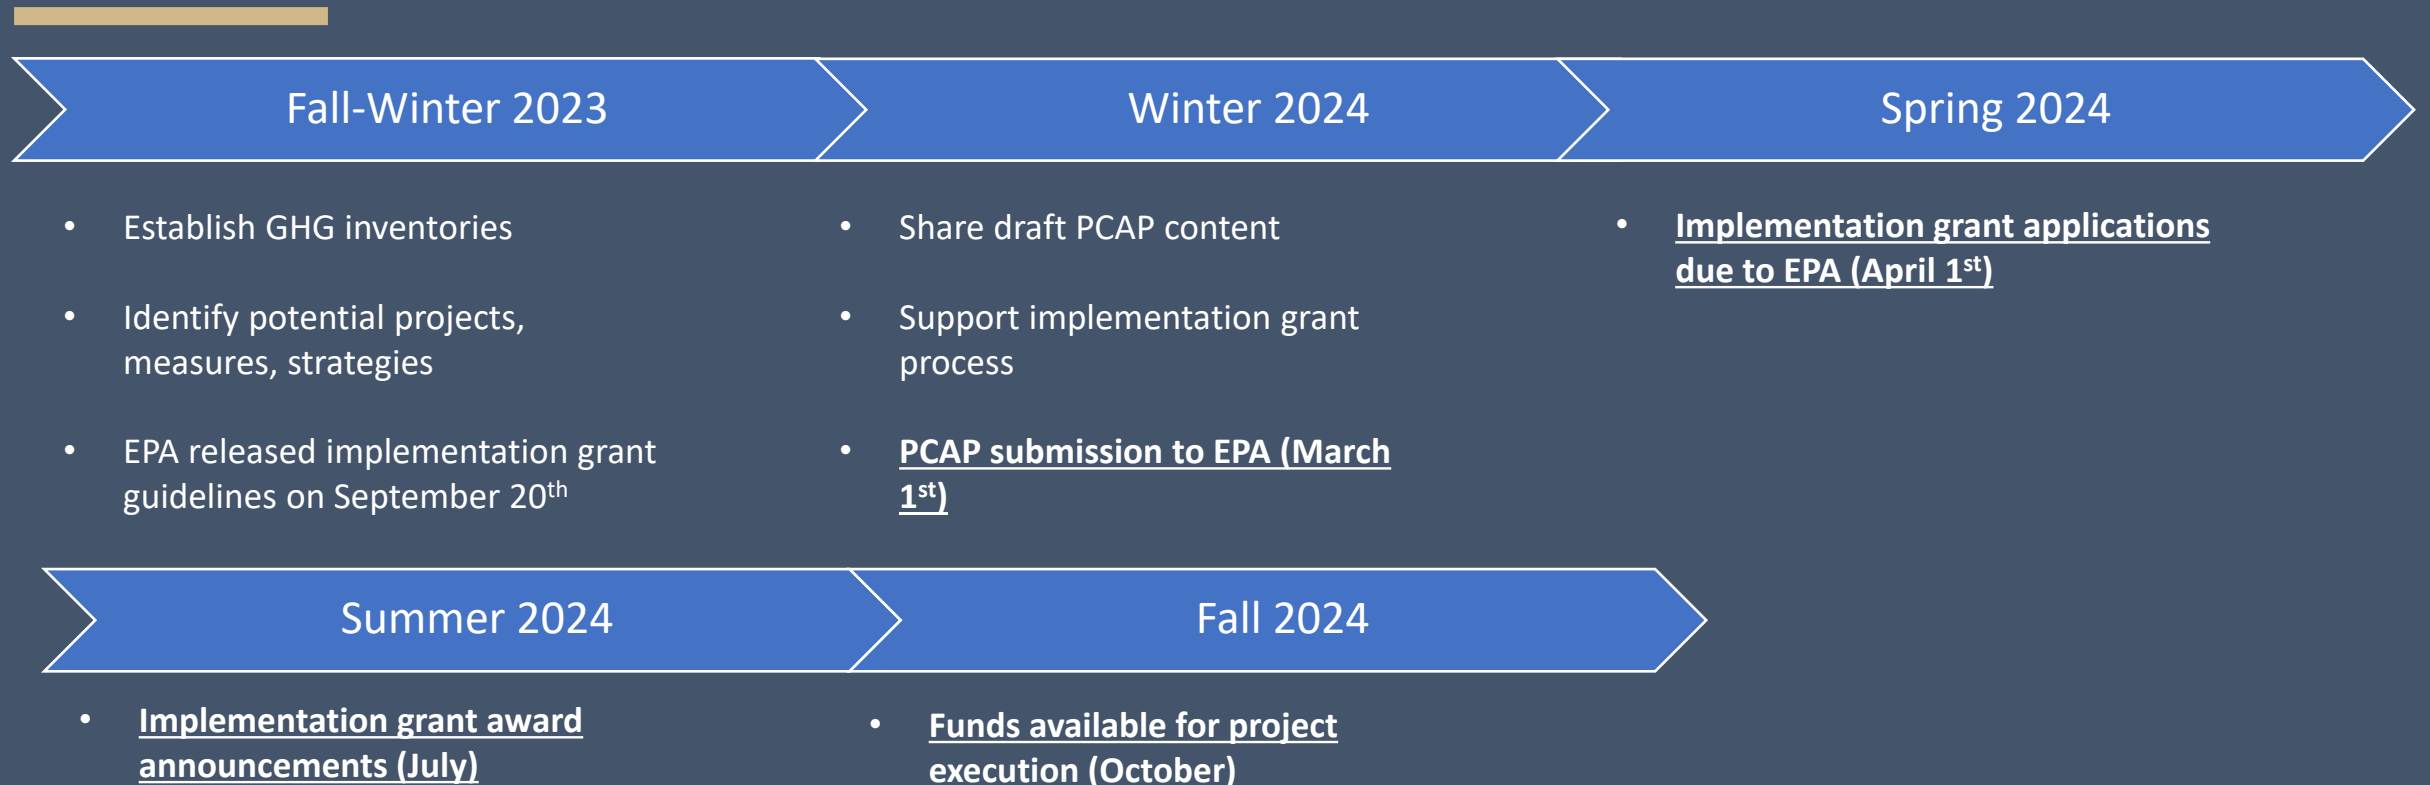 Fall-Winter 2023
Winter 2024
Spring 2024
• Establish GHG inventories
• Identify potential projects,
measures, strategies
• EPA released implementation grant
guidelines on September 20th
• Share draft PCAP content
• Support implementation grant
process
• PCAP submission to EPA (March
1st)
• Implementation grant applications
due to EPA (April 1st)
Summer 2024
Fall 2024
• Implementation grant award
announcements (July)
• Funds available for project
execution (October)